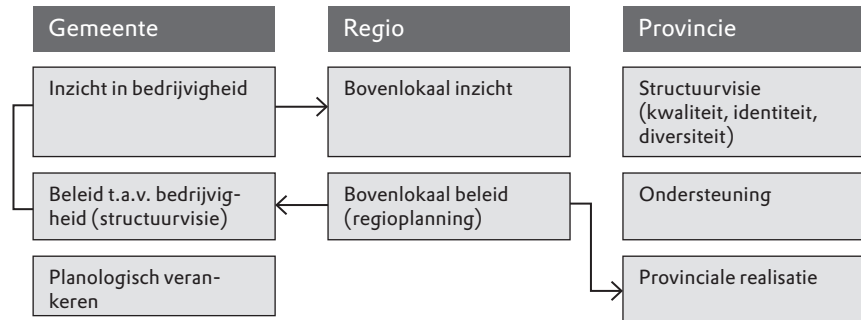 Gemeente
Inzicht in bedrijvigheid
Beleid t.a.v. bedrijvig-
heid (structuurvisie)
Planologisch veran-
keren
Regio
Bovenlokaal inzicht
Bovenlokaal beleid
(regioplanning)
Provincie
Structuurvisie
(kwaliteit, identiteit,
diversiteit)
Ondersteuning
Provinciale realisatie